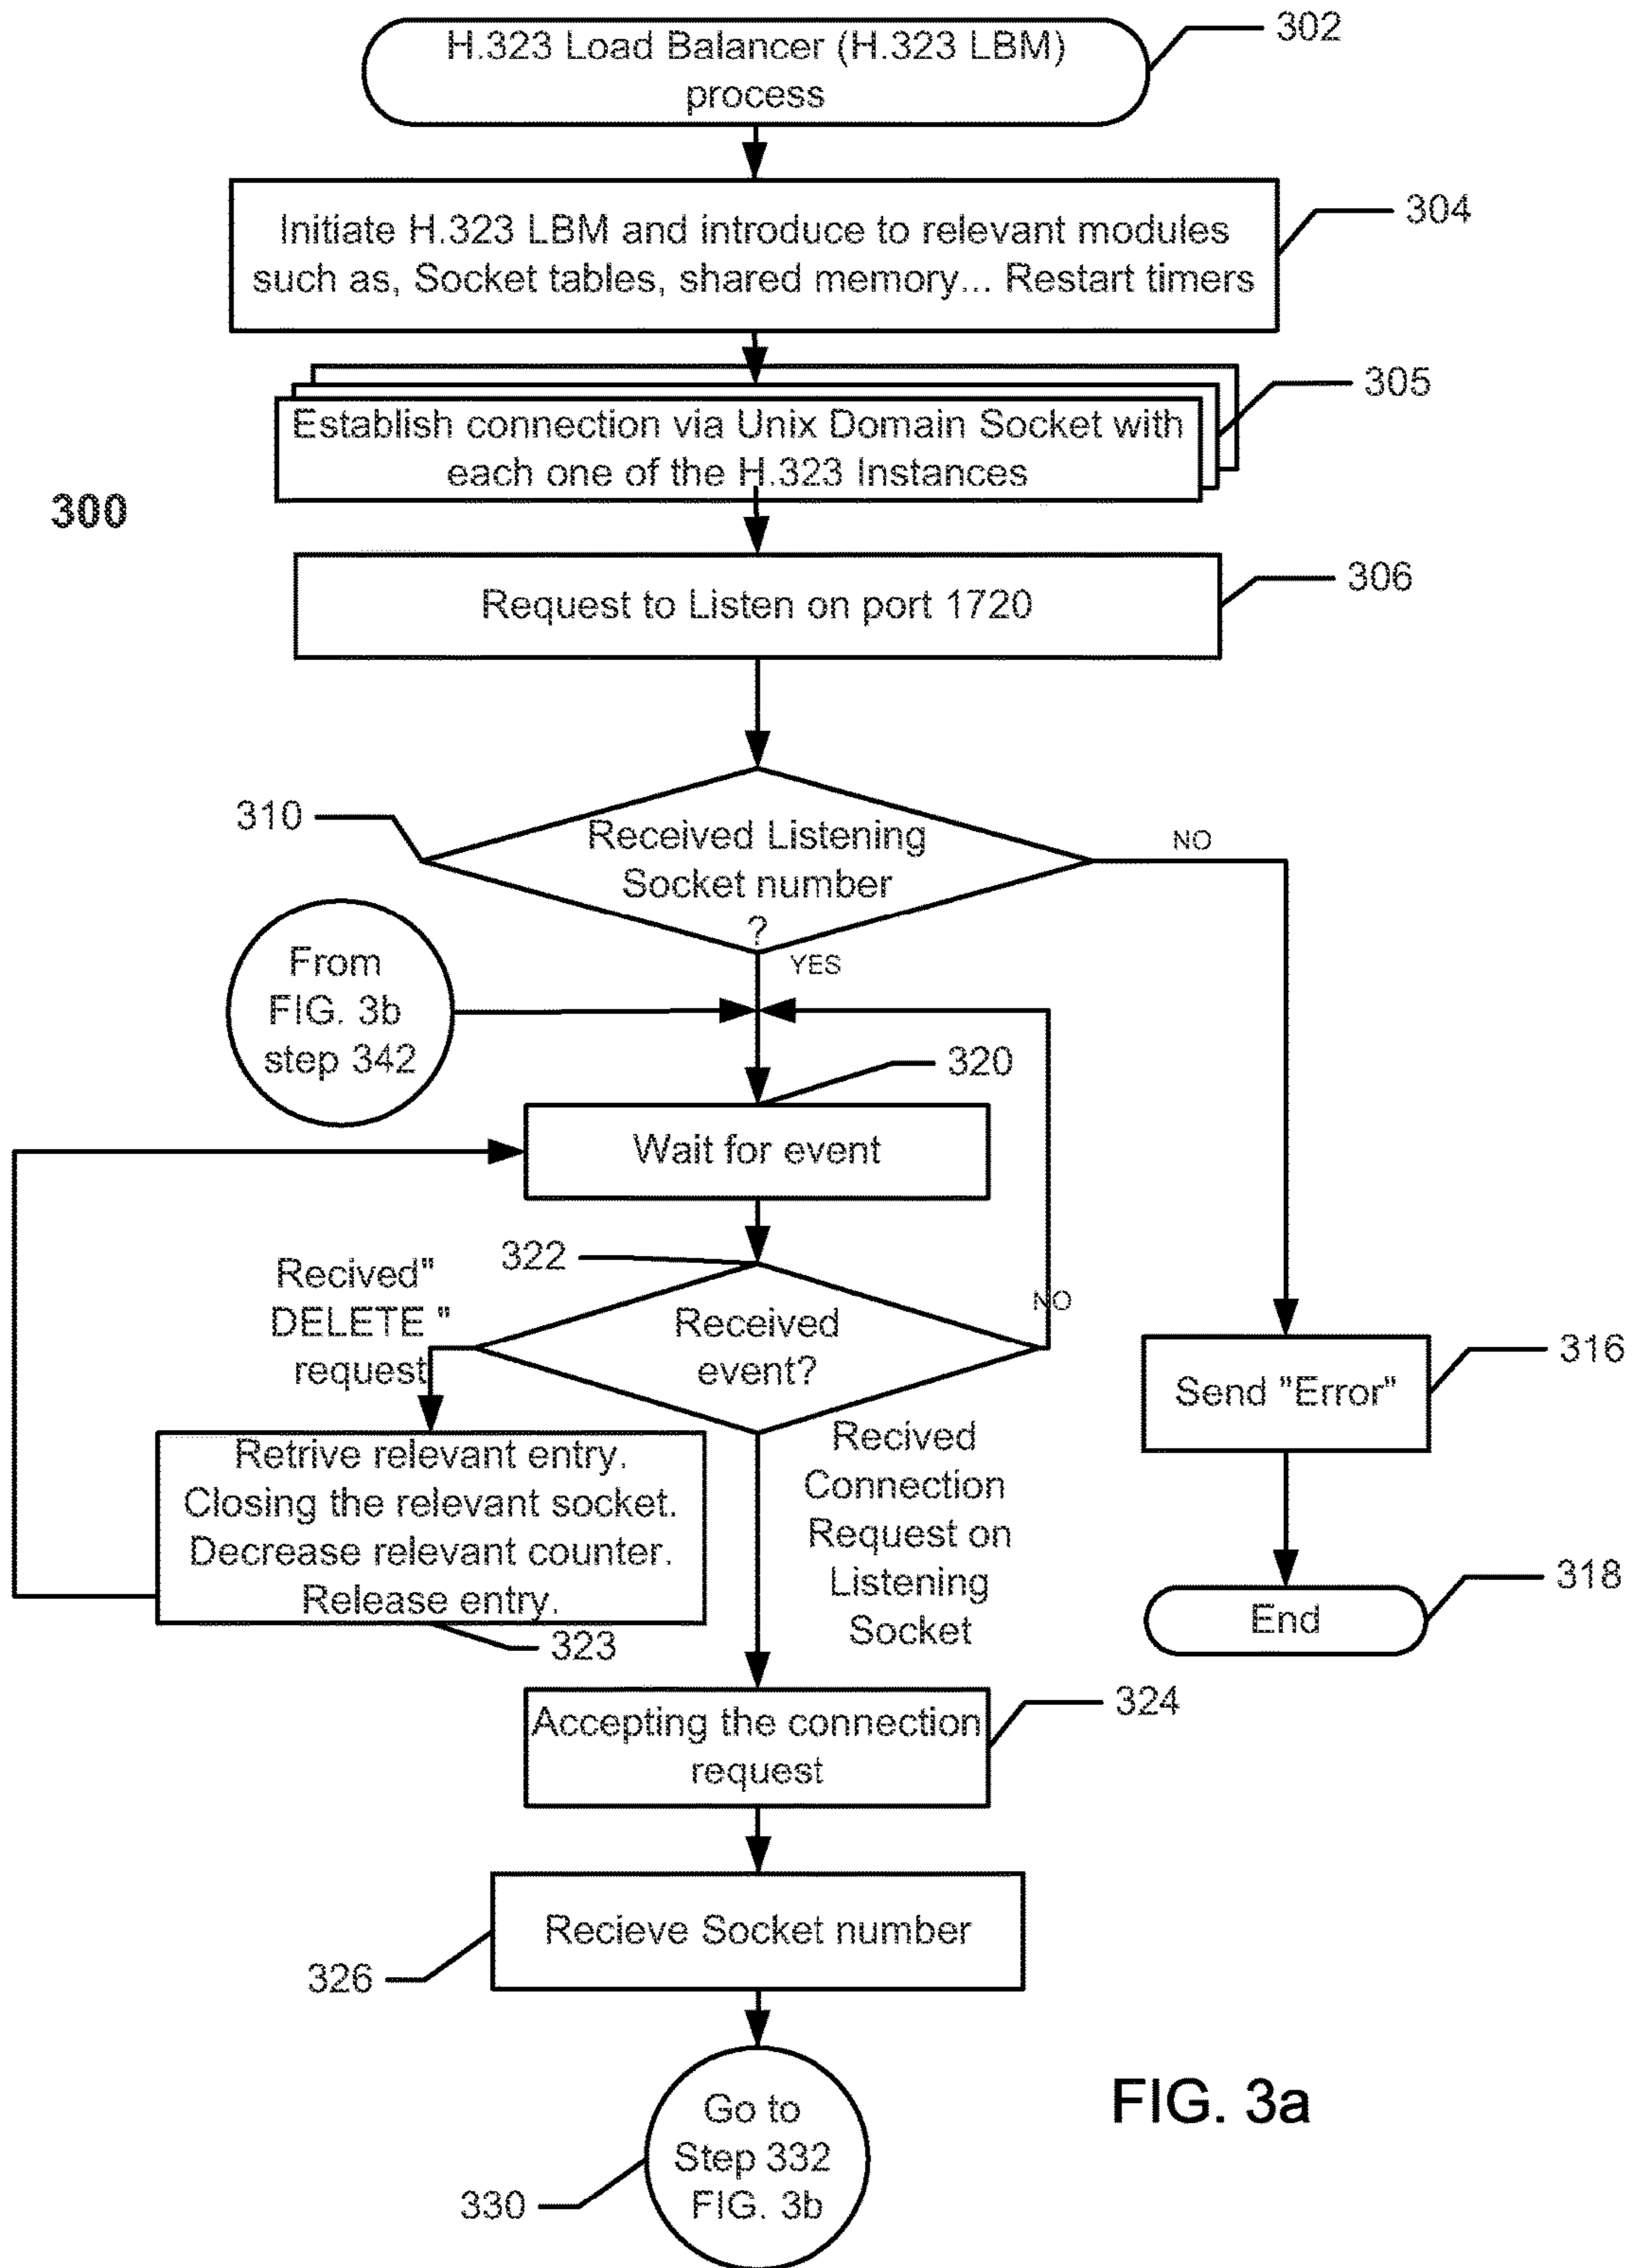 H.323 Load Balancer (H.323 LBM)
process
302
Initiate H.323 LBM and introduce to relevant modules
such as, Socket tables, shared memory... Restart timers
304
305
Establish connection via Unix Domain Socket with
each one of the H.323 Instances
300
Request to Listen on port 1720
306
310
Received Listening
Socket number
?
NO
YES
From
FIG. 3b
step 342
320
Wait for event
322
Recived"
DELETE "
request
Received
event?
NO
316
Send "Error"
Retrive relevant entry.
Closing the relevant socket.
Decrease relevant counter.
Release entry.
323
Recived
Connection
Request on
Listening
Socket
318
End
324
Accepting the connection
request
Recieve Socket number
326
Go to
Step 332
FIG. 3b
330
FIG. 3a